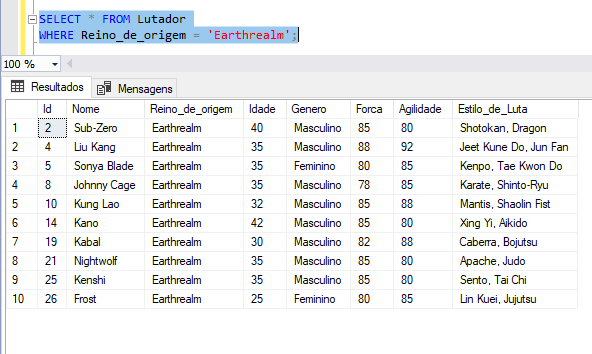 SELECT * FROM Lutador
WHERE Reino_de_origem = 'Earthrealm';
100 %
Resultados Mensagens
Id Nome Reino_de_origem Idade Genero Forca Agilidade Estilo_de_Luta
1 2 Sub-Zero Earthrealm 40 Masculino 85 80 Shotokan, Dragon
2 4 Liu Kang Earthrealm 35 Masculino 88 92 Jeet Kune Do, Jun Fan
3 5 Sonya Blade Earthrealm 35 Feminino 80 85 Kenpo, Tae Kwon Do
4 8 Johnny Cage Earthrealm 35 Masculino 78 85 Karate, Shinto-Ryu
5 10 Kung Lao Earthrealm 32 Masculino 85 88 Mantis, Shaolin Fist
6 14 Kano Earthrealm 42 Masculino 85 80 Xing Yi, Aikido
7 19 Kabal Earthrealm 30 Masculino 82 88 Caberra, Bojutsu
8 21 Nightwolf Earthrealm 35 Masculino 85 80 Apache, Judo
9 25 Kenshi Earthrealm 35 Masculino 85 80 Sento, Tai Chi
10 26 Frost Earthrealm 25 Feminino 80 85 Lin Kuei, Jujutsu